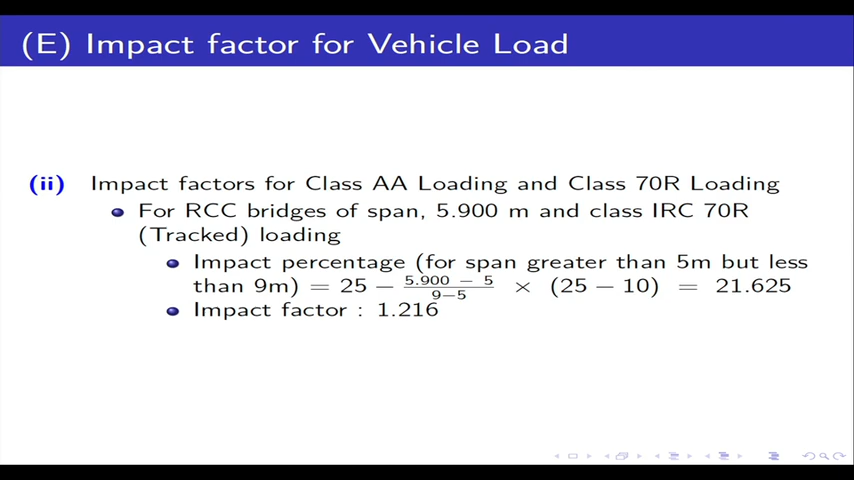 (E) Impact factor for Vehicle Load
(ii) Impact factors for Class AA Loading and Class 70R Loading
For RCC bridges of span, 5.900 m and class IRC 70R
(Tracked) loading
Impact percentage (for span greater than 5m but less
than 9m) = 25 − \frac{5.900 − 5}{9−5} × (25 − 10) = 21.625
Impact factor : 1.216